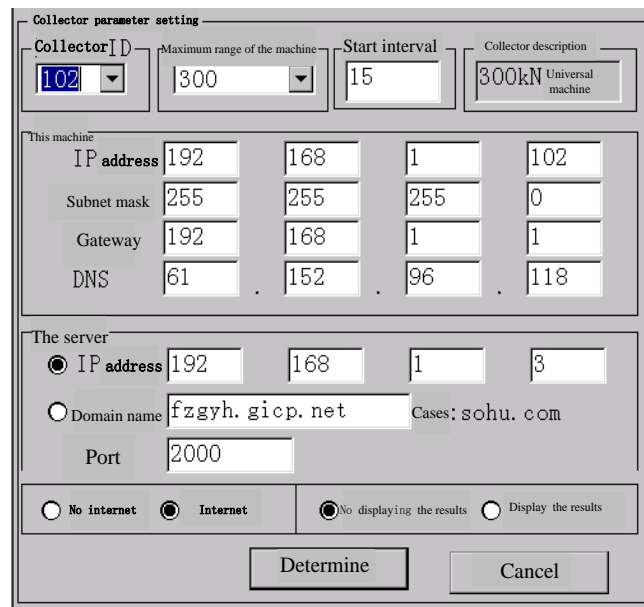 Collector parameter setting
CollectorID Maximum range of the machine Start interval Collector description
102 300 15 300kN Universal machine
This machine
IP address 192 168 1 102
Subnet mask 255 255 255 0
Gateway 192 168 1 1
DNS 61 . 152 . 96 . 118
The server
IP address 192 168 1 3
Domain name fzgyh.gicp.net Cases:sohu.com
Port 2000
No internet Internet No displaying the results Display the results
Determine Cancel